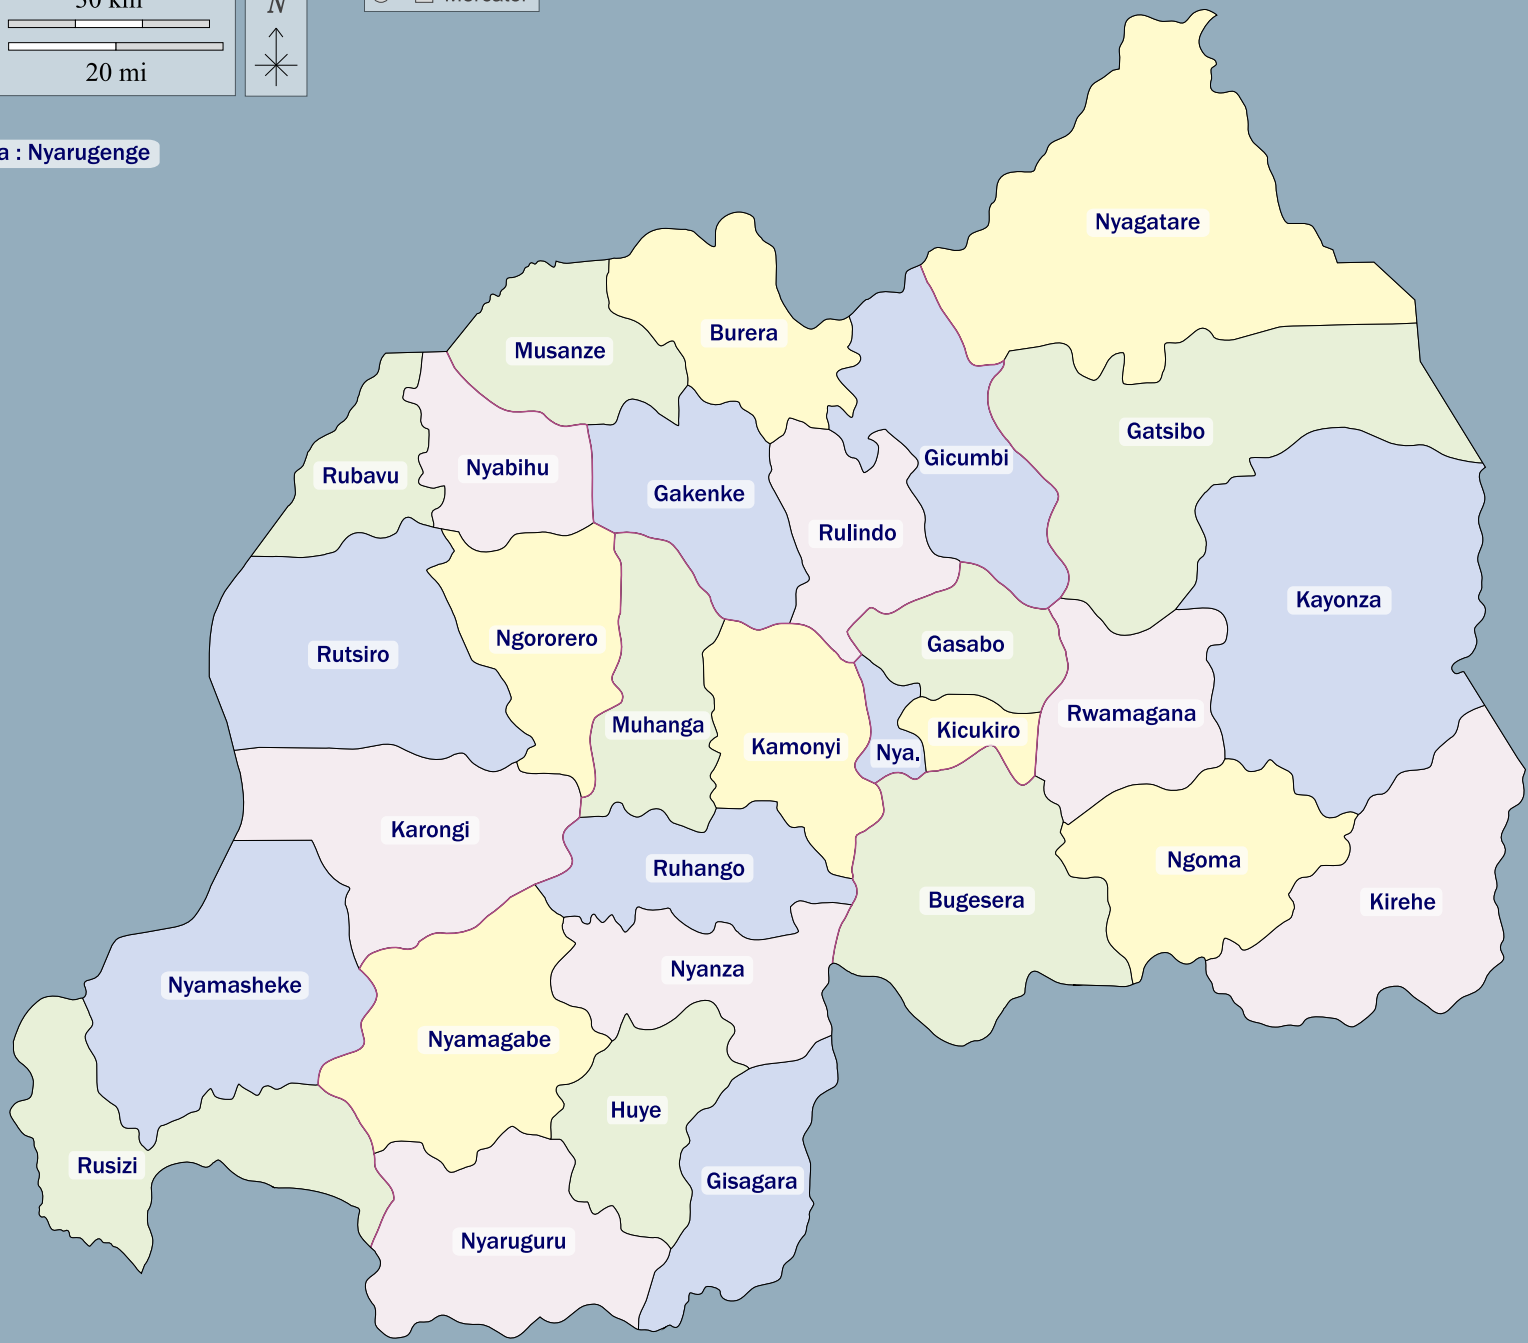 N
20 mi
a : Nyarugenge
Nyagatare
Burera
Musanze
Gatsibo
Gicumbi
Nyabihu
Rubavu
Gakenke
Rulindo
Kayonza
Ngororero
Gasabo
Rutsiro
Rwamagana
Muhanga
Kicukiro
Kamonyi
Nya.
Karongi
Ngoma
Ruhango
Bugesera
Kirehe
Nyanza
Nyamasheke
Nyamagabe
Huye
Rusizi
Gisagara
Nyaruguru